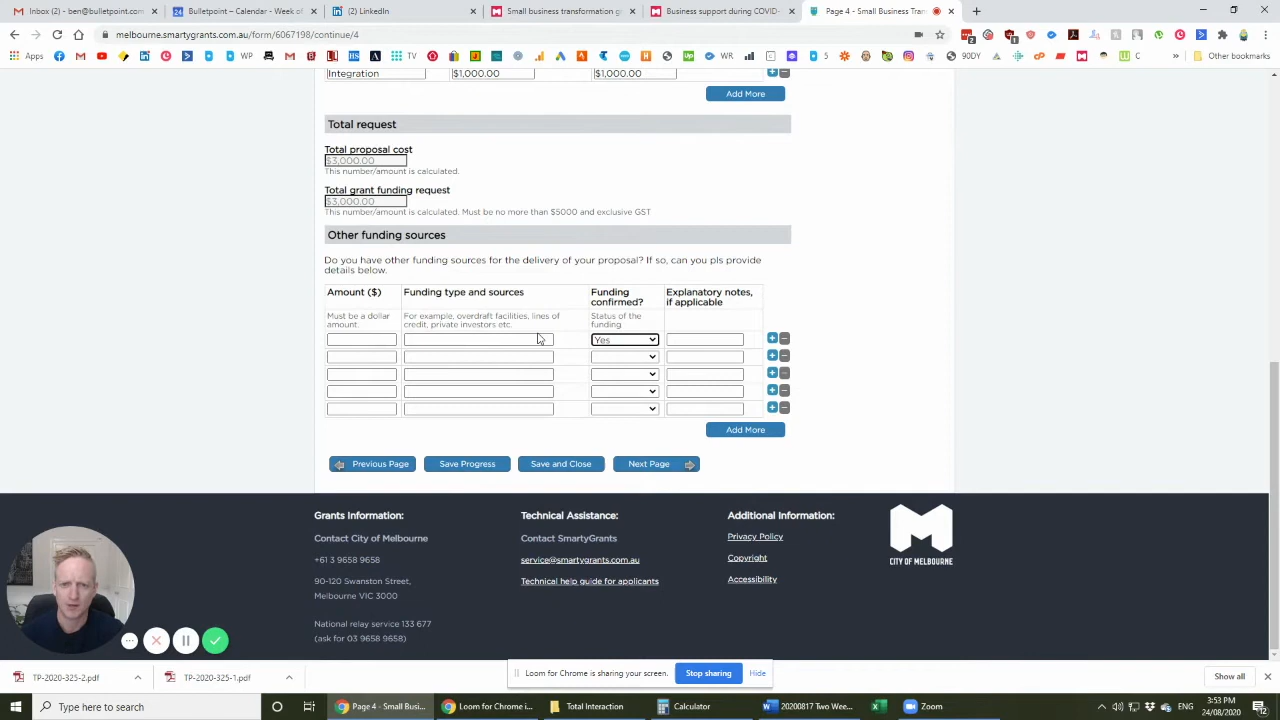 Inbox (2) - ben@bulletpoint.com
Bulletpoint – Calendar - Week of
LinkedIn
Small business transformation g
Business support during COVID-
Page 4 - Small Business Tran
melbourne.smartygrants.com.au/form/6067198/continue/4
Apps
WP
TV
Up
WR
5
90DY
C
Other bookmarks
Integration
$1,000.00
$1,000.00
Add More
Total request
Total proposal cost
$3,000.00
This number/amount is calculated.
Total grant funding request
$3,000.00
This number/amount is calculated. Must be no more than $5000 and exclusive GST
Other funding sources
Do you have other funding sources for the delivery of your proposal? If so, can you pls provide
details below.
Amount ($)
Funding type and sources
Funding
confirmed?
Explanatory notes,
if applicable
Must be a dollar
amount.
For example, overdraft facilities, lines of
credit, private investors etc.
Status of the
funding
Yes
Add More
Previous Page
Save Progress
Save and Close
Next Page
Grants Information:
Technical Assistance:
Additional Information:
Contact City of Melbourne
Contact SmartyGrants
Privacy Policy
+61 3 9658 9658
service@smartygrants.com.au
Copyright
CITY OF MELBOURNE
90-120 Swanston Street,
Technical help guide for applicants
Accessibility
Melbourne VIC 3000
National relay service 133 677
(ask for 03 9658 9658)
TP-2020-325-2.pdf
TP-2020-325-1.pdf
Loom for Chrome is sharing your screen.
Stop sharing
Hide
Show all
Type here to search
Page 4 - Small Busi...
Loom for Chrome i...
Total Interaction
Calculator
20200817 Two Wee...
Zoom
3:33 PM
24/08/2020